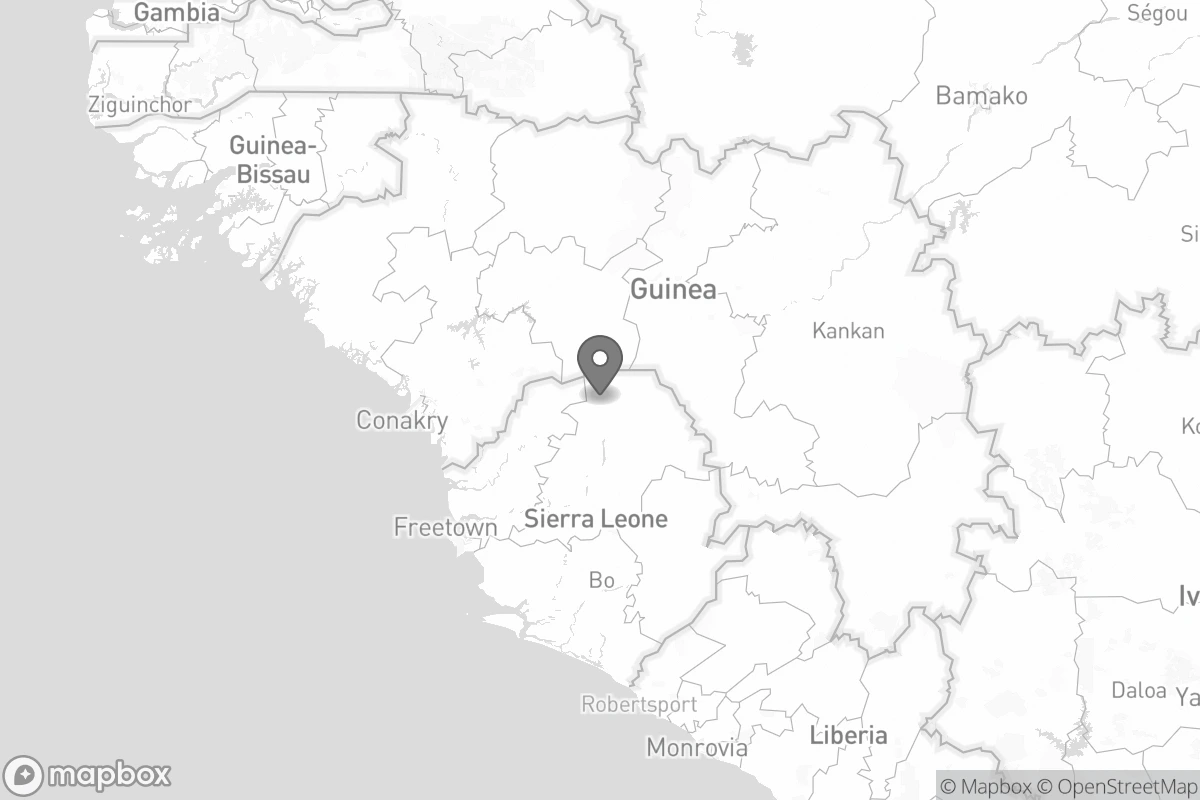 Gambia
Ségou
Ziguinchor
Bamako
Guinea-
Bissau
Si
Guinea
Kankan
Conakry
Ko
Freetown
Sierra Leone
Bo
Iv
Robertsport
Daloa
Ya
Monrovia
Liberia
mapbox
© Mapbox © OpenStreetMap